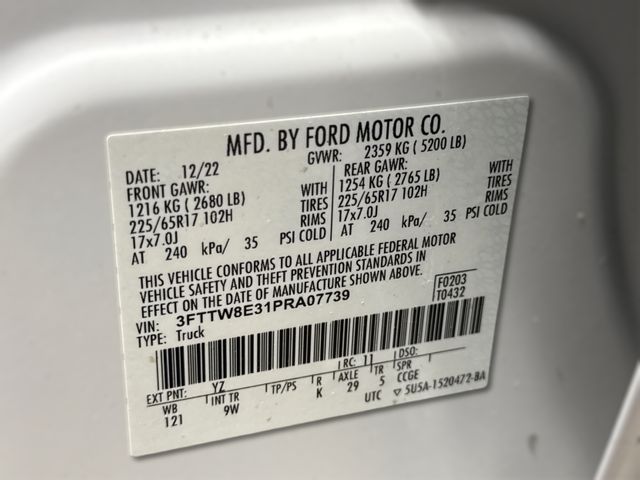 MFD. BY FORD MOTOR CO.
DATE: 12/22 GVWR: 2359 KG ( 5200 LB)
FRONT GAWR: REAR GAWR:
1216 KG ( 2680 LB) WITH 1254 KG ( 2765 LB) WITH
225/65R17 102H TIRES 225/65R17 102H TIRES
17x7.0J RIMS 17x7.0J RIMS
AT 240 kPa/ 35 PSI COLD AT 240 kPa/ 35 PSI COLD
THIS VEHICLE CONFORMS TO ALL APPLICABLE FEDERAL MOTOR
VEHICLE SAFETY AND THEFT PREVENTION STANDARDS IN
EFFECT ON THE DATE OF MANUFACTURE SHOWN ABOVE. F0203
VIN: 3FTTW8E31PRA07739 T0432
TYPE: Truck
EXT PNT: YZ RC: 11 DSO:
WB INT TR TP/PS R AXLE TR SPR
121 9W K 29 5 CCGE
UTC ▽ 5U5A-1520472-BA